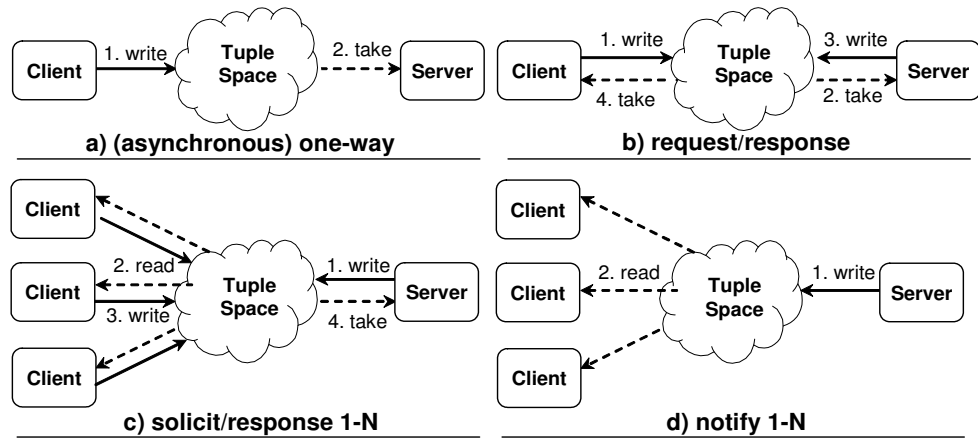 Client
1. write
Tuple
Space
2. take
Server
a) (asynchronous) one-way
Client
1. write
4. take
Tuple
Space
3. write
2. take
Server
b) request/response
Client
Client
Client
2. read
3. write
Tuple
Space
1. write
4. take
Server
c) solicit/response 1-N
Client
Client
Client
2. read
Tuple
Space
1. write
Server
d) notify 1-N